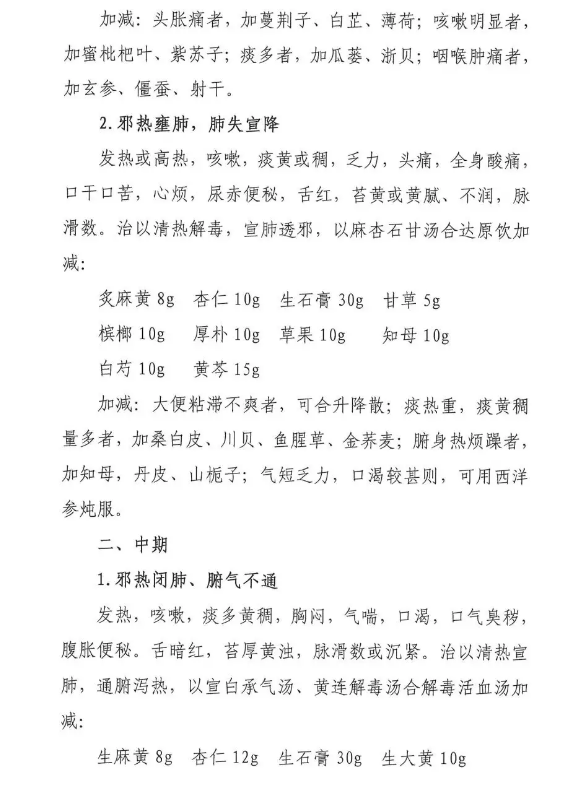 加减：头胀痛者，加蔓荆子、白芷、薄荷；咳嗽明显者，
加蜜枇杷叶、紫苏子；痰多者，加瓜蒌、浙贝；咽喉肿痛者，
加玄参、僵蚕、射干。
2.邪热壅肺，肺失宣降
发热或高热，咳嗽，痰黄或稠，乏力，头痛，全身酸痛，
口干口苦，心烦，尿赤便秘，舌红，苔黄或黄腻、不润，脉
滑数。治以清热解毒，宣肺透邪，以麻杏石甘汤合达原饮加
减：
炙麻黄 8g 杏仁 10g 生石膏 30g 甘草 5g
槟榔 10g 厚朴 10g 草果 10g 知母 10g
白芍 10g 黄芩 15g
加减：大便粘滞不爽者，可合升降散；痰热重，痰黄稠
量多者，加桑白皮、川贝、鱼腥草、金荞麦；腑身热烦躁者，
加知母，丹皮、山栀子；气短乏力，口渴较甚则，可用西洋
参炖服。
二、中期
1.邪热闭肺、腑气不通
发热，咳嗽，痰多黄稠，胸闷，气喘，口渴，口气臭秽，
腹胀便秘。舌暗红，苔厚黄浊，脉滑数或沉紧。治以清热宣
肺，通腑泻热，以宣白承气汤、黄连解毒汤合解毒活血汤加
减：
生麻黄 8g 杏仁 12g 生石膏 30g 生大黄 10g